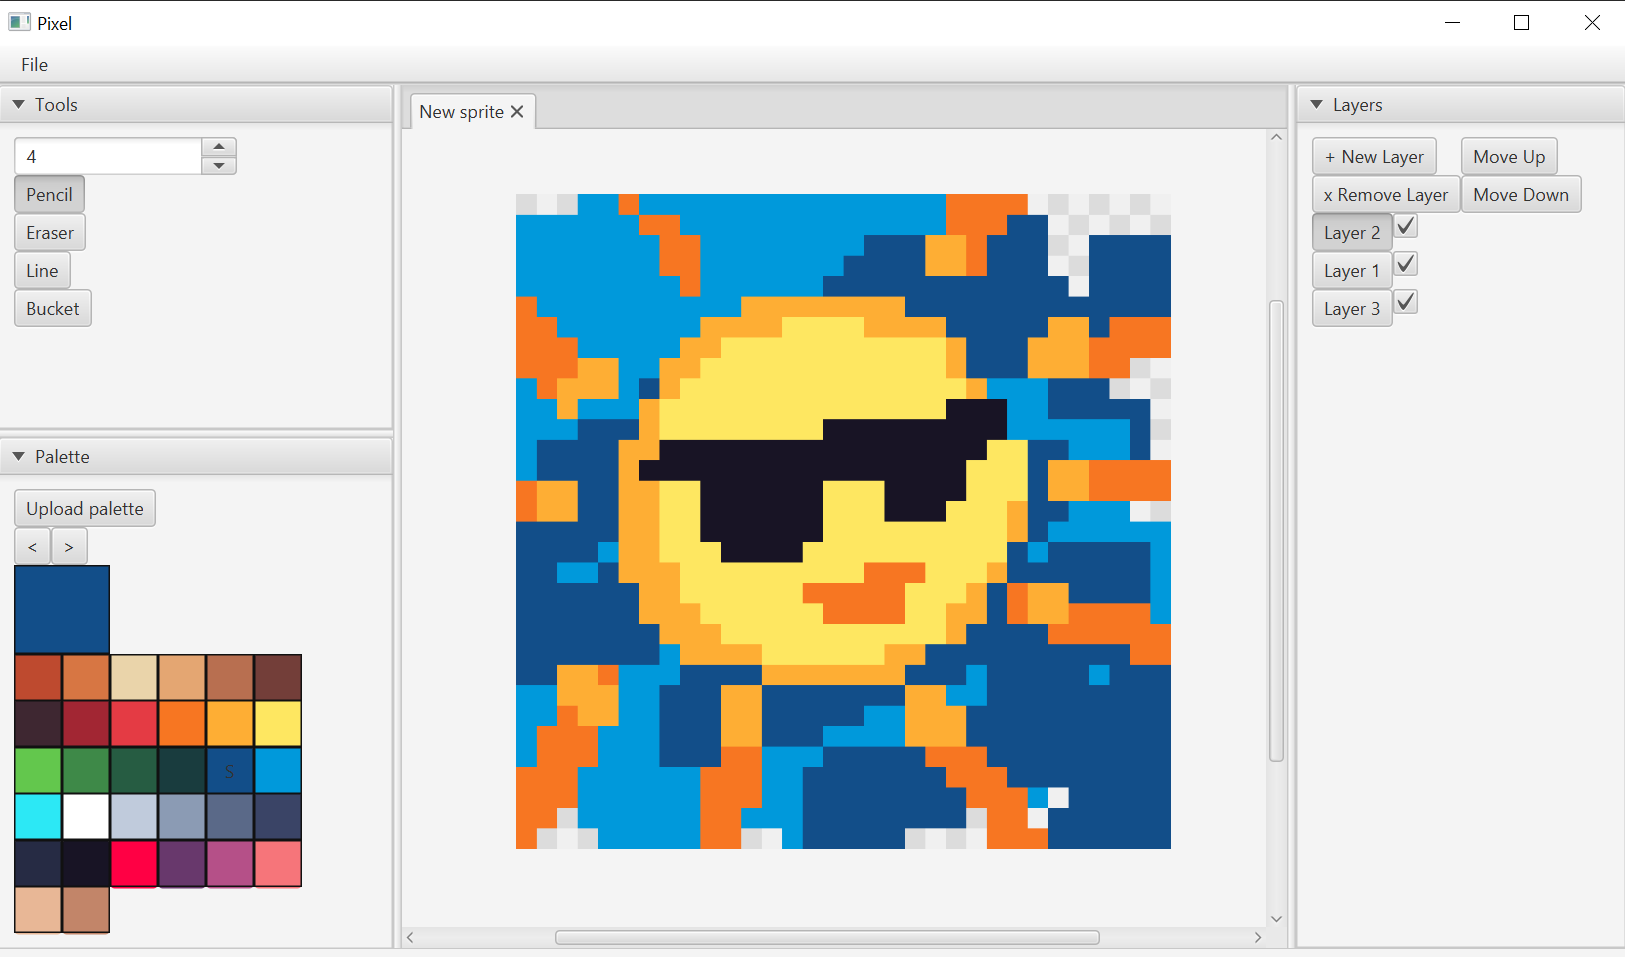 Pixel
File
Tools
4
Pencil
Eraser
Line
Bucket
Palette
Upload palette
< >
S
New sprite
Layers
+ New Layer Move Up
x Remove Layer Move Down
Layer 2
Layer 1
Layer 3